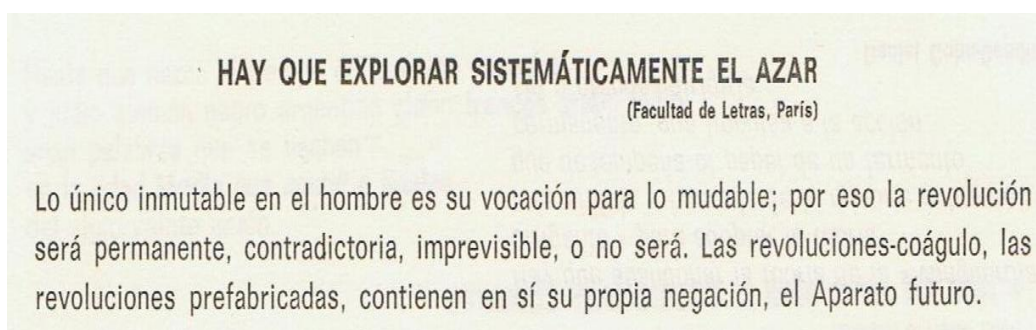 HAY QUE EXPLORAR SISTEMÁTICAMENTE EL AZAR
(Facultad de Letras, París)
Lo único inmutable en el hombre es su vocación para lo mudable; por eso la revolución
será permanente, contradictoria, imprevisible, o no será. Las revoluciones-coágulo, las
revoluciones prefabricadas, contienen en sí su propia negación, el Aparato futuro.